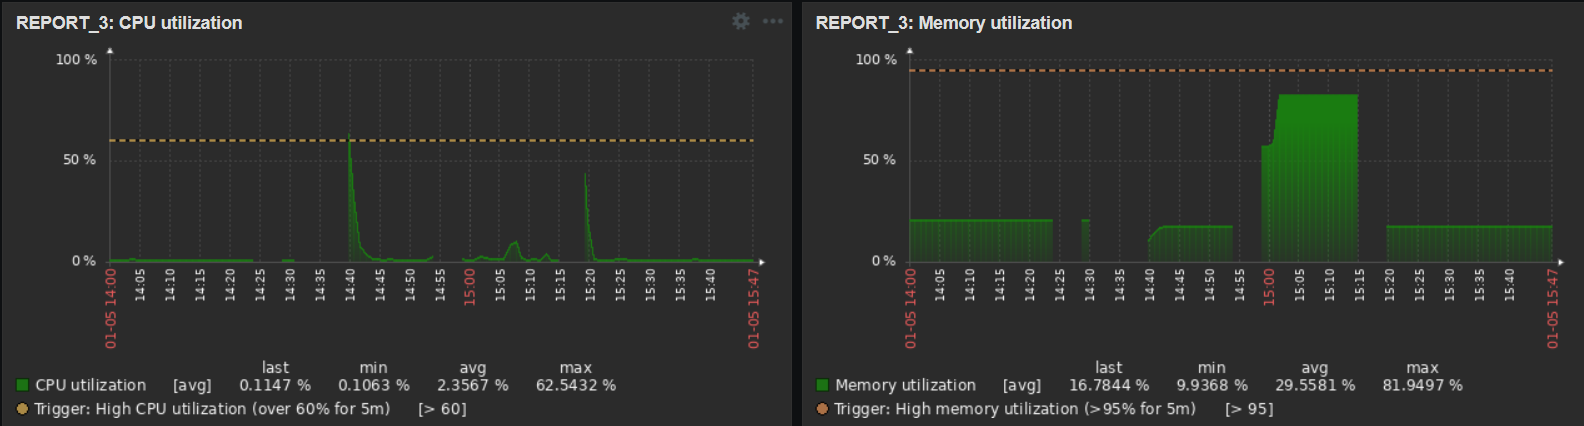 REPORT_3: CPU utilization
100 %
50 %
0 %
01-05 14:00 14:05 14:10 14:15 14:20 14:25 14:30 14:35 14:40 14:45 14:50 14:55 15:00 15:05 15:10 15:15 15:20 15:25 15:30 15:35 15:40 01-05 15:47
last min avg max
CPU utilization [avg] 0.1147 % 0.1063 % 2.3567 % 62.5432 %
Trigger: High CPU utilization (over 60% for 5m) [> 60]
REPORT_3: Memory utilization
100 %
50 %
0 %
01-05 14:00 14:05 14:10 14:15 14:20 14:25 14:30 14:35 14:40 14:45 14:50 14:55 15:00 15:05 15:10 15:15 15:20 15:25 15:30 15:35 15:40 01-05 15:47
last min avg max
Memory utilization [avg] 16.7844 % 9.9368 % 29.5581 % 81.9497 %
Trigger: High memory utilization (>95% for 5m) [> 95]